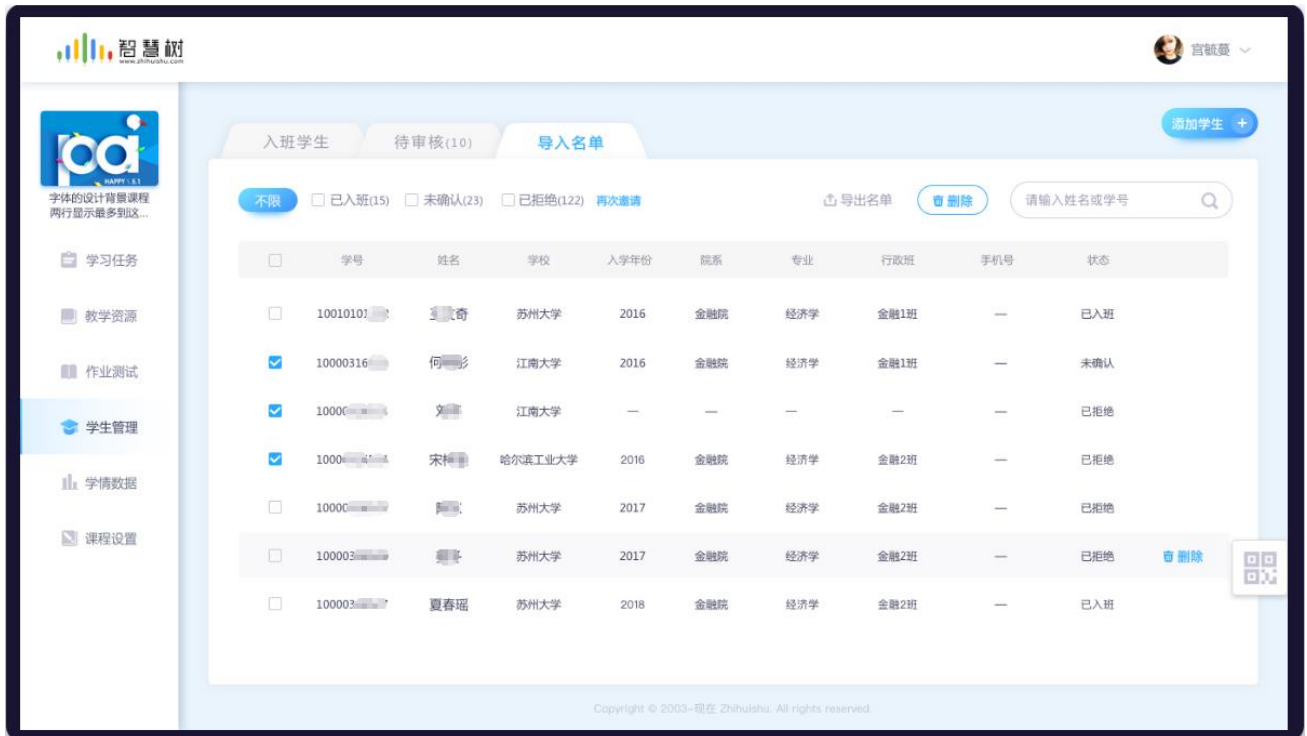 智慧树
www.zhihuishu.com
宫毓蔓
pai
HAPPY \ 5.1
字体的设计背景课程
两行显示最多到这...
学习任务
教学资源
作业测试
学生管理
学情数据
课程设置
入班学生 待审核(10) 导入名单
添加学生 +
不限 已入班(15) 未确认(23) 已拒绝(122) 再次邀请 导出名单 删除 请输入姓名或学号
学号 姓名 学校 入学年份 院系 专业 行政班 手机号 状态
10010101 奇 苏州大学 2016 金融院 经济学 金融1班 — 已入班
10000316 何 彭 江南大学 2016 金融院 经济学 金融1班 — 未确认
1000 江南大学 — — — — — 已拒绝
1000 宋 哈尔滨工业大学 2016 金融院 经济学 金融2班 — 已拒绝
1000 苏州大学 2017 金融院 经济学 金融2班 — 已拒绝
100003 苏州大学 2017 金融院 经济学 金融2班 — 已拒绝 删除
100003 夏春瑶 苏州大学 2018 金融院 经济学 金融2班 — 已入班
Copyright © 2003-现在 Zhihuishu. All rights reserved.